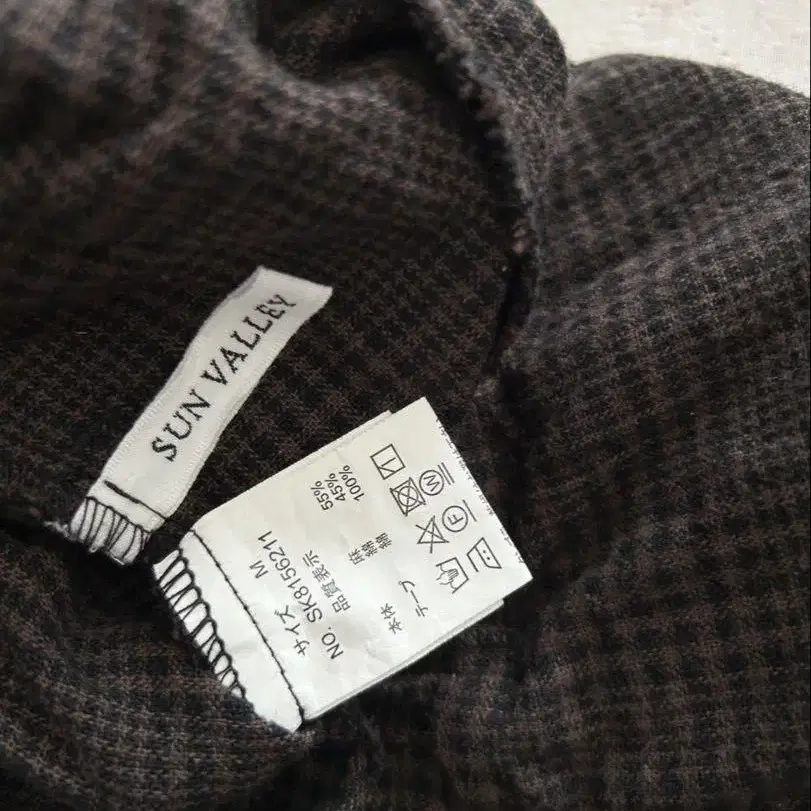 SUN VALLEY
サイズ M
NO. SK8156211
品質表示
本体 麻 55%
綿 45%
テープ 綿 100%
W
F